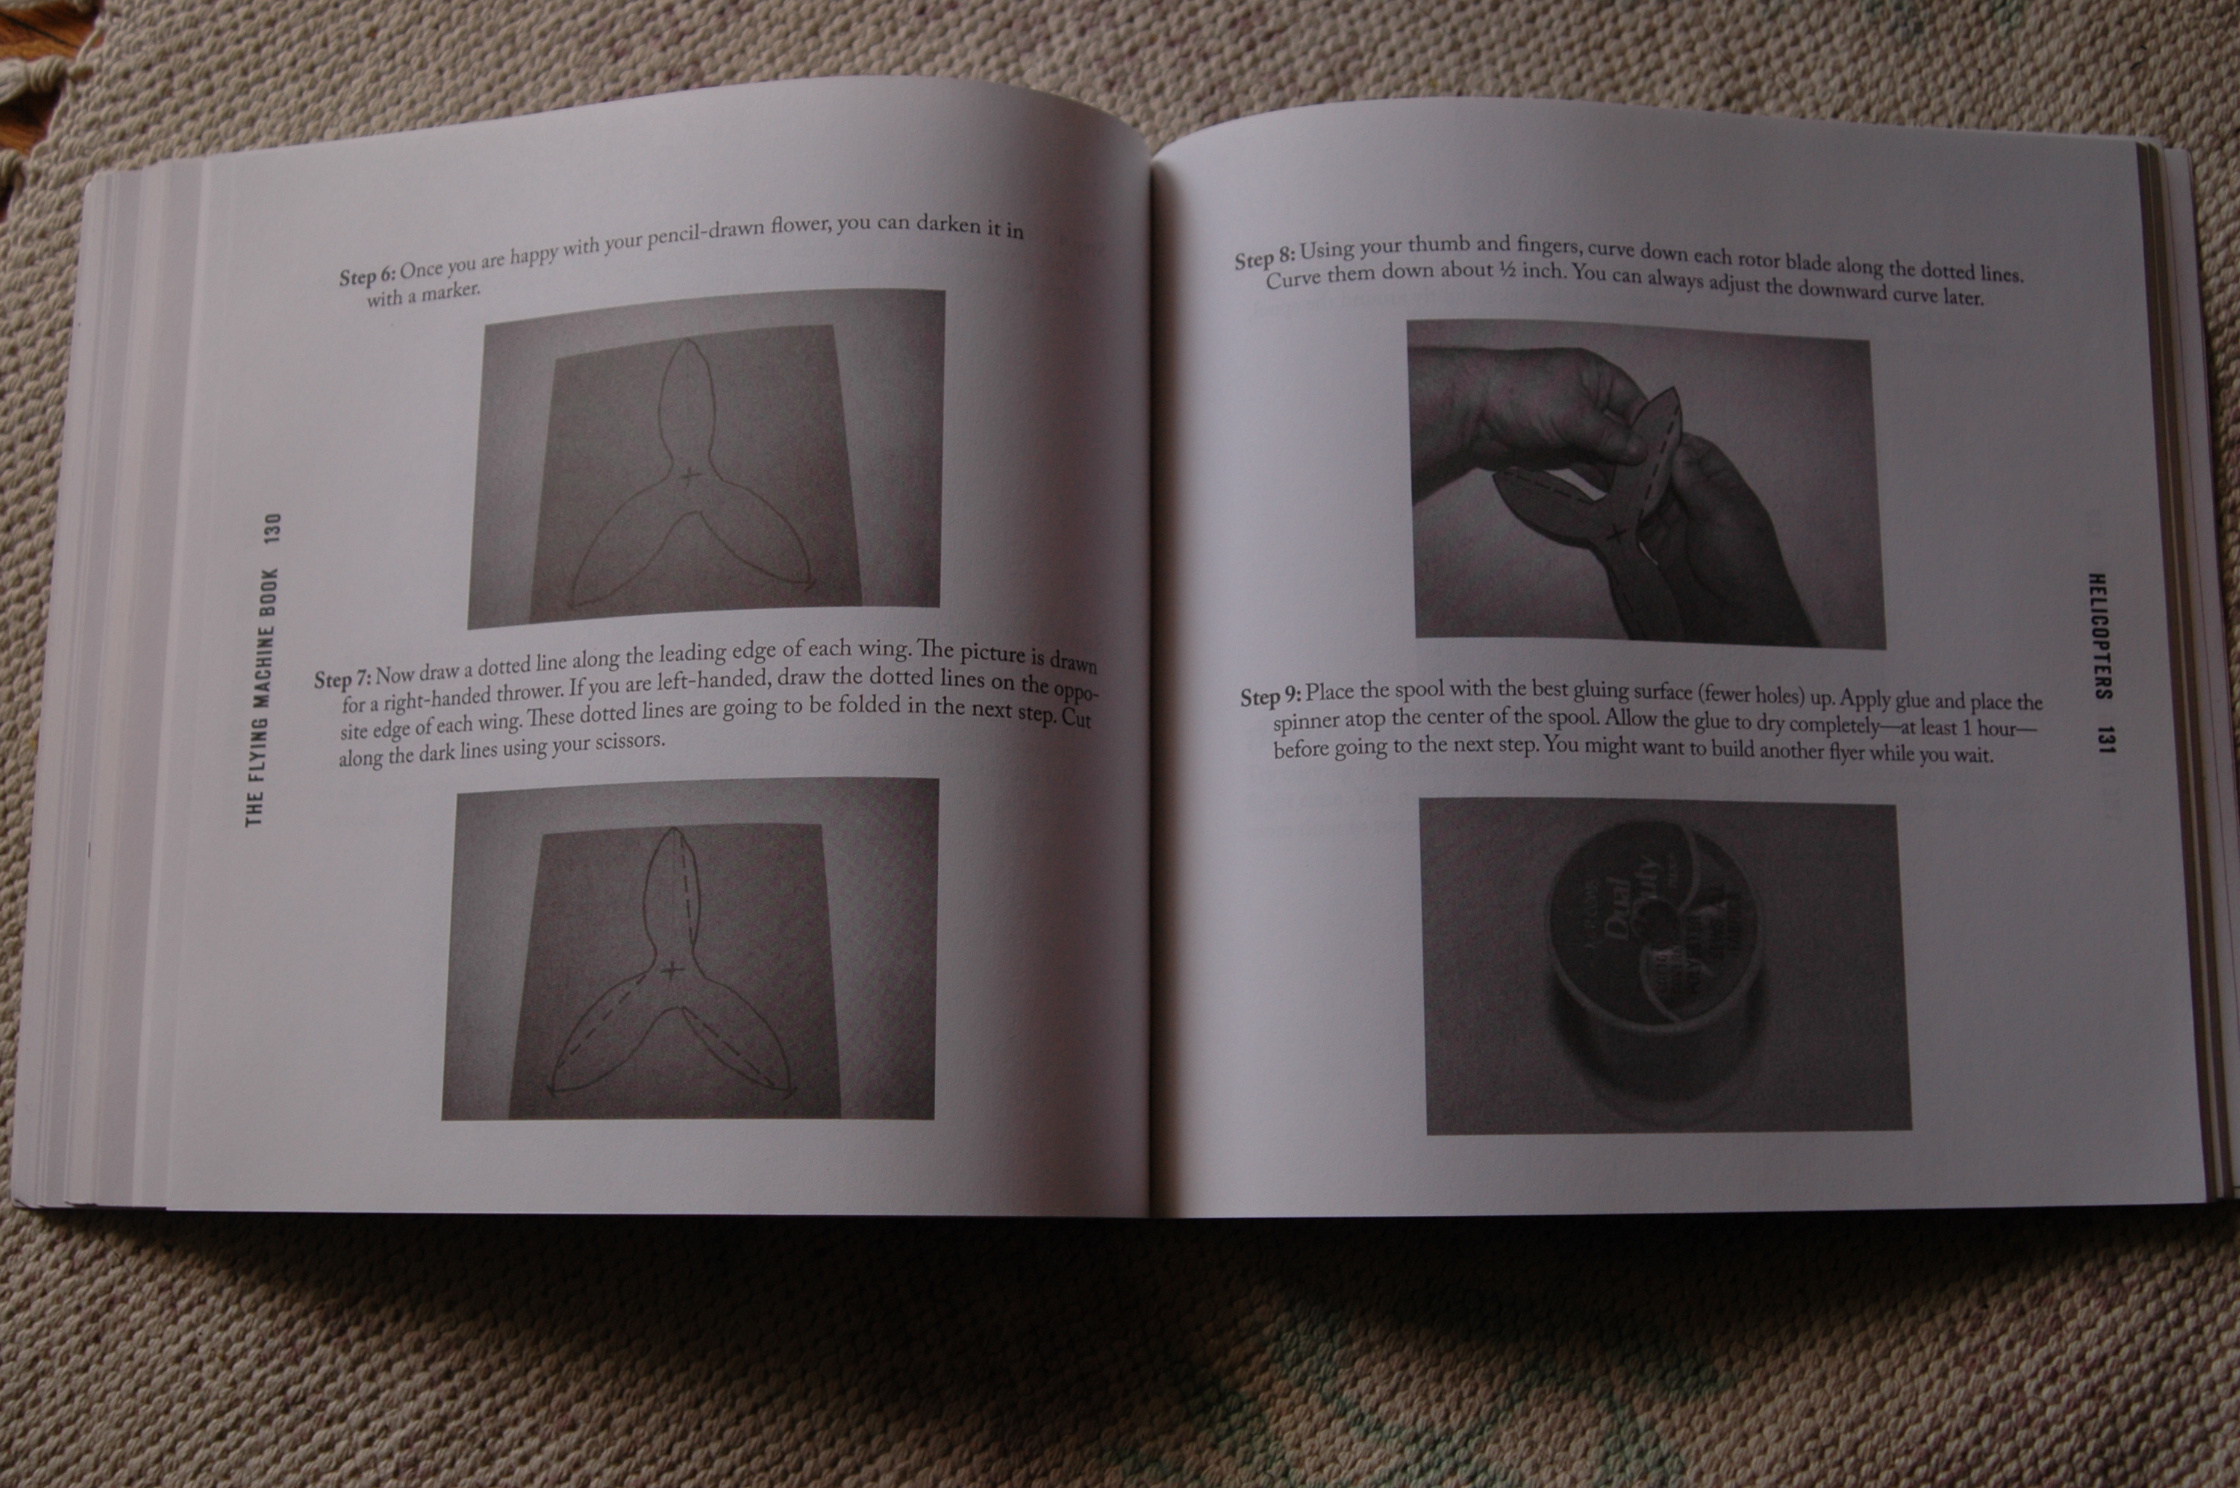 Step 6: Once you are happy with your pencil-drawn flower, you can darken it in
with a marker.
Step 7: Now draw a dotted line along the leading edge of each wing. The picture is drawn
for a right-handed thrower. If you are left-handed, draw the dotted lines on the oppo-
site edge of each wing. These dotted lines are going to be folded in the next step. Cut
along the dark lines using your scissors.
THE FLYING MACHINE BOOK 130
HELICOPTERS 131
Step 8: Using your thumb and fingers, curve down each rotor blade along the dotted lines.
Curve them down about ½ inch. You can always adjust the downward curve later.
Step 9: Place the spool with the best gluing surface (fewer holes) up. Apply glue and place the
spinner atop the center of the spool. Allow the glue to dry completely—at least 1 hour—
before going to the next step. You might want to build another flyer while you wait.
Dual
Duty
POLYESTER